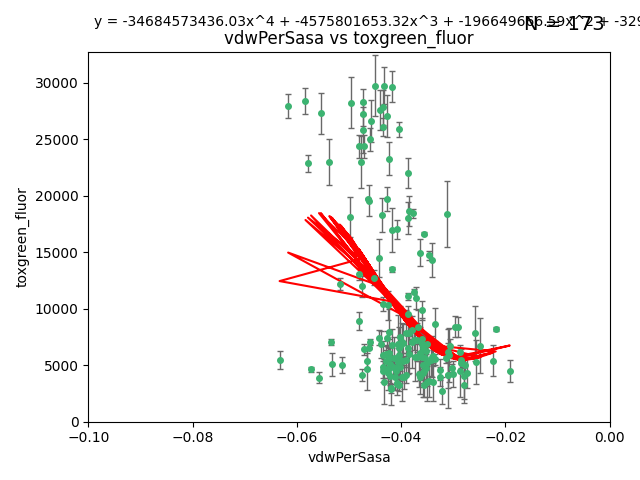 y = -34684573436.03x^4 + -4575801653.32x^3 + + -329
N = 173
vdwPerSasa vs toxgreen_fluor
30000
25000
20000
15000
10000
5000
0
toxgreen_fluor
−0.10 −0.08 −0.06 −0.04 −0.02 0.00
vdwPerSasa